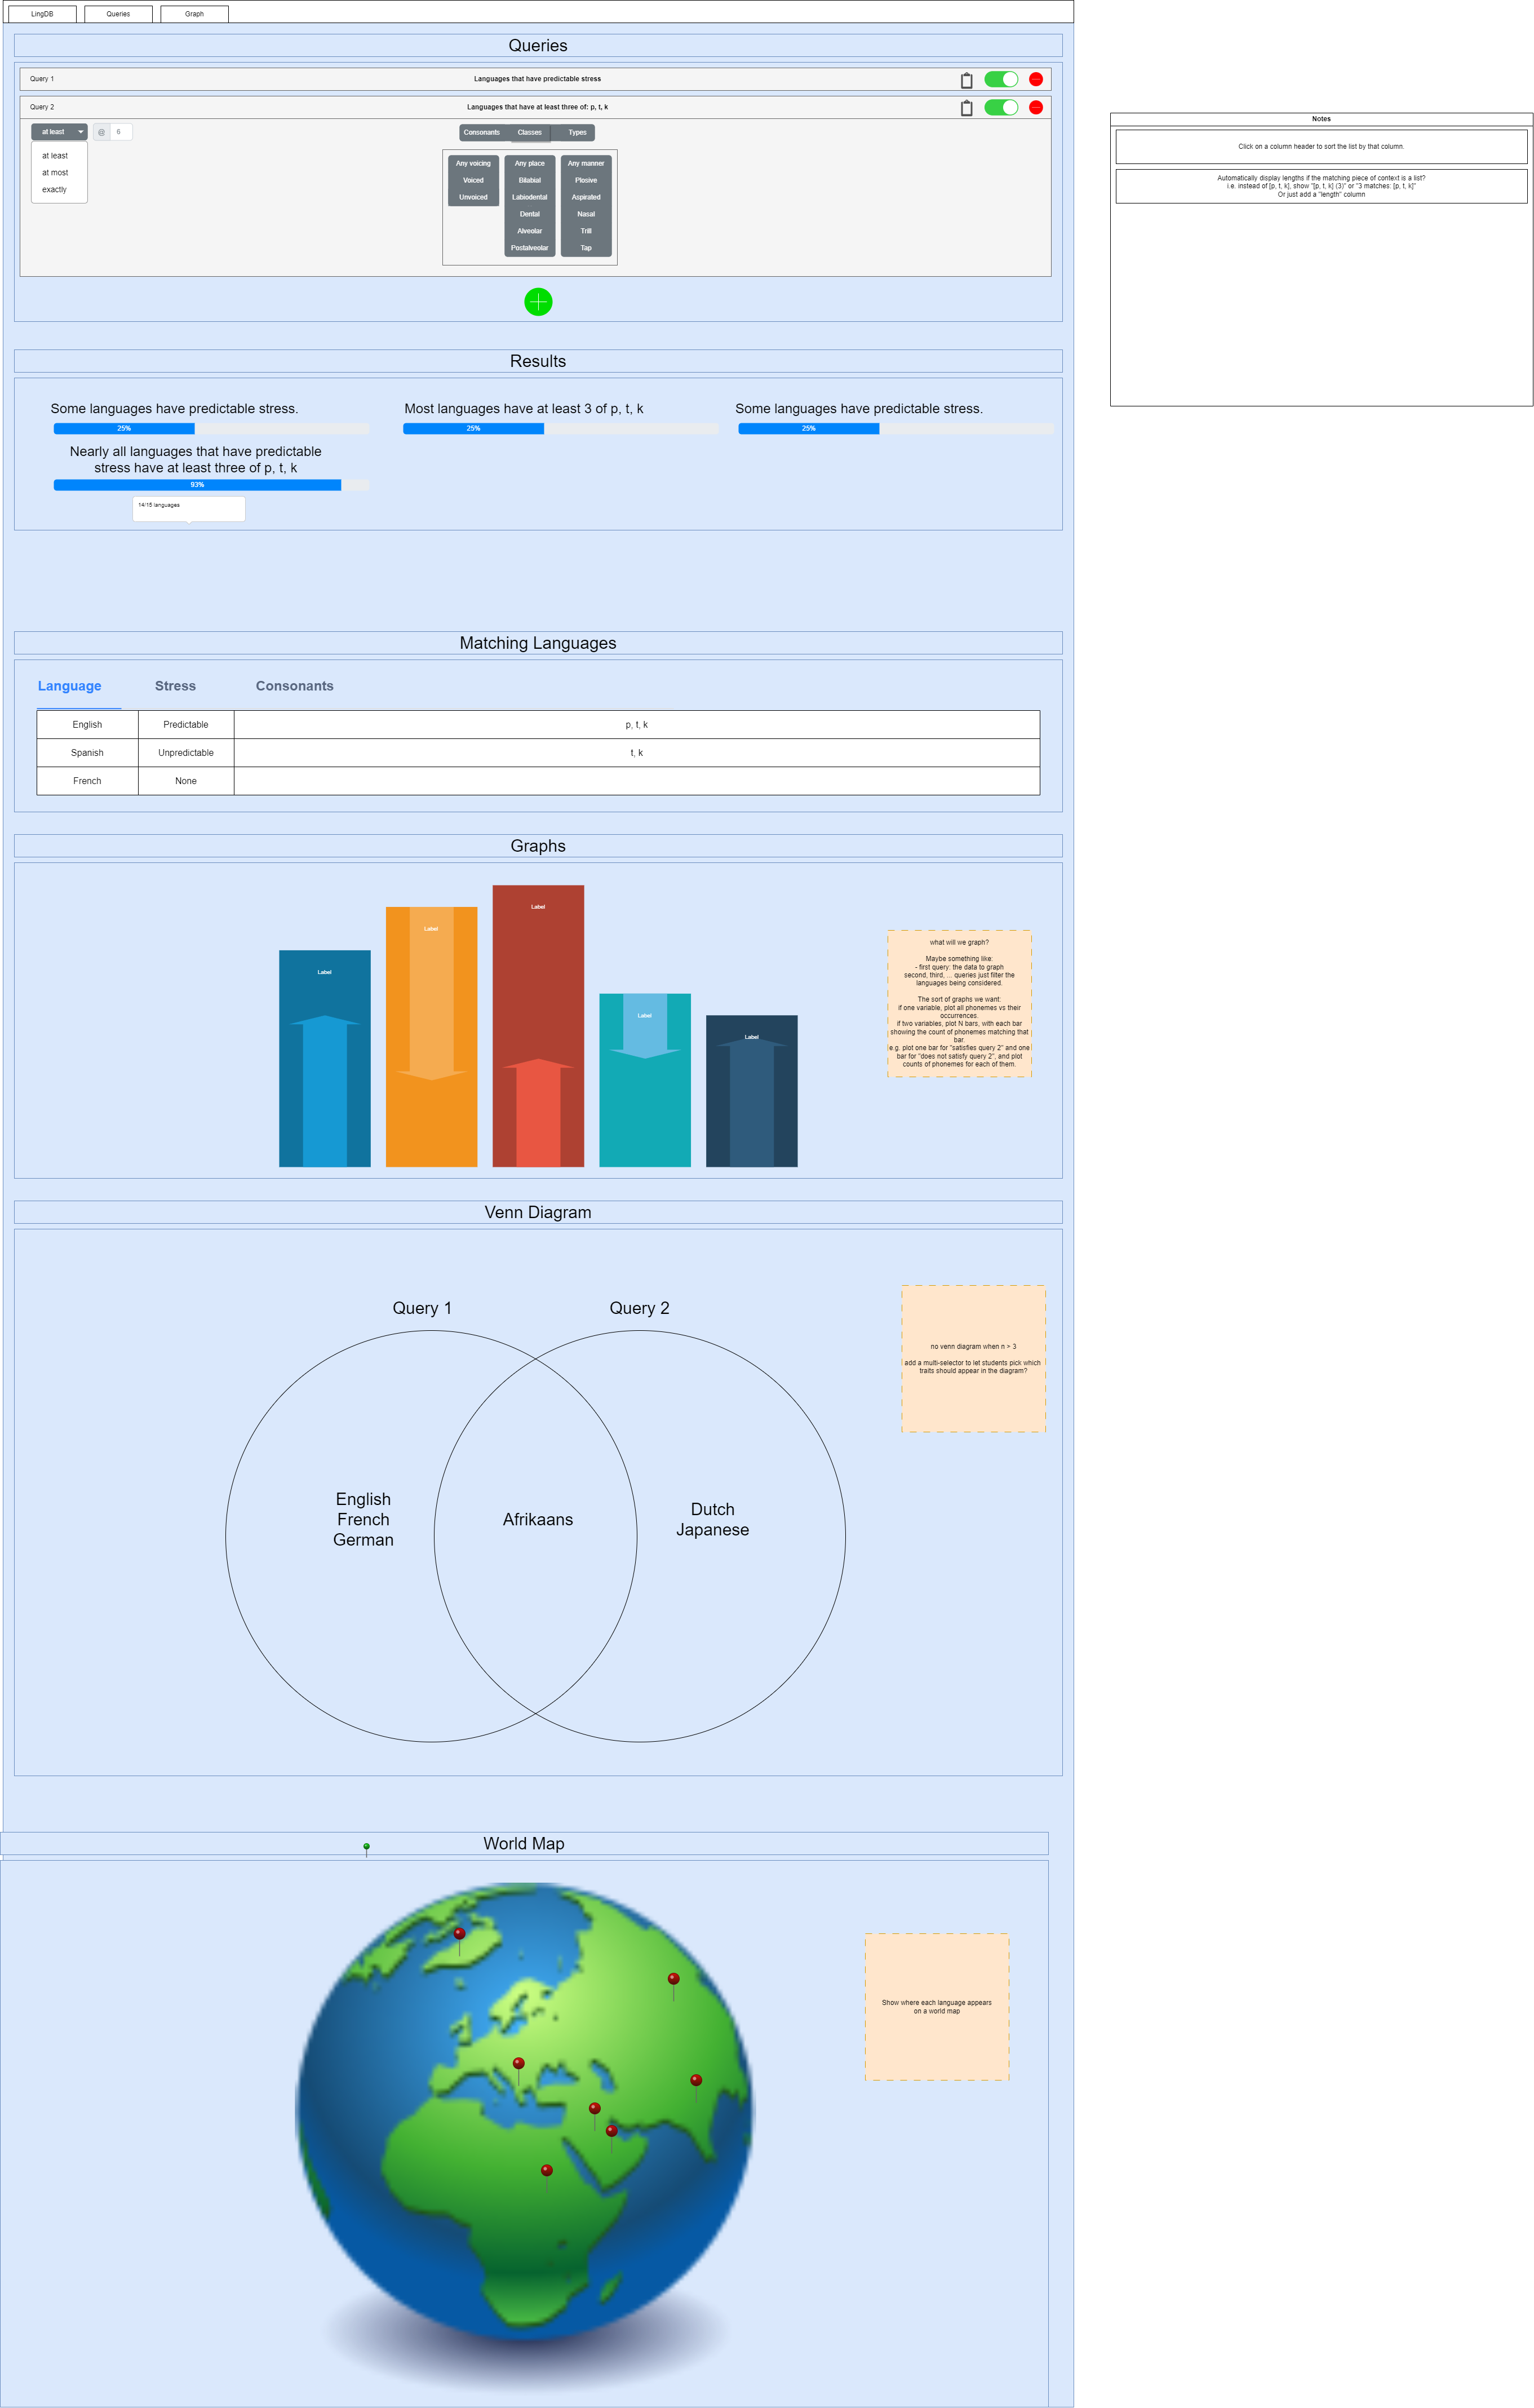 LingDB
Queries
Graph
Queries
Query 1
Languages that have predictable stress
Query 2
Languages that have at least three of: p, t, k
at least
@
6
at least
at most
exactly
Consonants
Classes
Types
Any voicing
Voiced
Unvoiced
Any place
Bilabial
Labiodental
Dental
Alveolar
Postalveolar
Any manner
Plosive
Aspirated
Nasal
Trill
Tap
Notes
Click on a column header to sort the list by that column.
Automatically display lengths if the matching piece of context is a list?
i.e. instead of [p, t, k], show "[p, t, k] (3)" or "3 matches: [p, t, k]"
Or just add a "length" column
Results
Some languages have predictable stress.
25%
Most languages have at least 3 of p, t, k
25%
Some languages have predictable stress.
25%
Nearly all languages that have predictable
stress have at least three of p, t, k
93%
14/15 languages
Matching Languages
Language
Stress
Consonants
English
Predictable
p, t, k
Spanish
Unpredictable
t, k
French
None
Graphs
Label
Label
Label
Label
Label
what will we graph?
Maybe something like:
- first query: the data to graph
second, third, ... queries just filter the
languages being considered.
The sort of graphs we want:
if one variable, plot all phonemes vs their
occurrences.
if two variables, plot N bars, with each bar
showing the count of phonemes matching that
bar.
e.g. plot one bar for "satisfies query 2" and one
bar for "does not satisfy query 2", and plot
counts of phonemes for each of them.
Venn Diagram
Query 1
Query 2
English
French
German
Afrikaans
Dutch
Japanese
no venn diagram when n > 3
add a multi-selector to let students pick which
traits should appear in the diagram?
World Map
Show where each language appears
on a world map